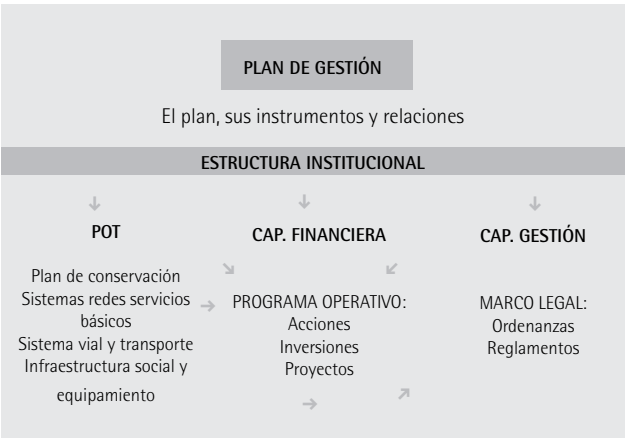 PLAN DE GESTIÓN
El plan, sus instrumentos y relaciones
ESTRUCTURA INSTITUCIONAL
POT
Plan de conservación
Sistemas redes servicios
básicos
Sistema vial y transporte
Infraestructura social y
equipamiento
CAP. FINANCIERA
PROGRAMA OPERATIVO:
Acciones
Inversiones
Proyectos
CAP. GESTIÓN
MARCO LEGAL:
Ordenanzas
Reglamentos